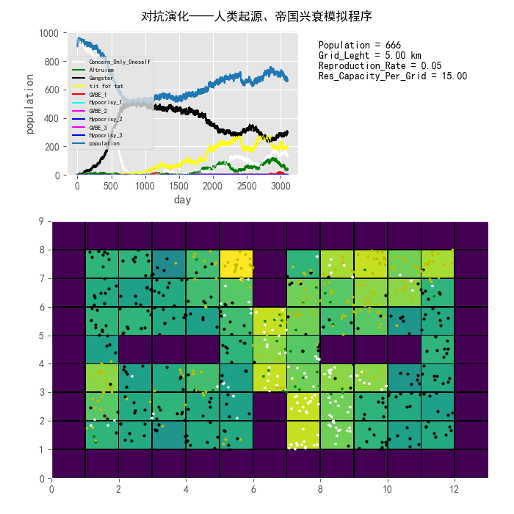 对抗演化——人类起源、帝国兴衰模拟程序
Population = 666
Grid_Leght = 5.00 km
Reproduction_Rate = 0.05
Res_Capacity_Per_Grid = 15.00
1000
800
600
400
200
0
population
Concern_Only_Oneself
Altruism
Gangster
tit for tat
GWBE_1
Hypocrisy_1
GWBE_2
Hypocrisy_2
GWBE_3
Hypocrisy_3
population
0 500 1000 1500 2000 2500 3000
day
9
8
7
6
5
4
3
2
1
0
0 2 4 6 8 10 12